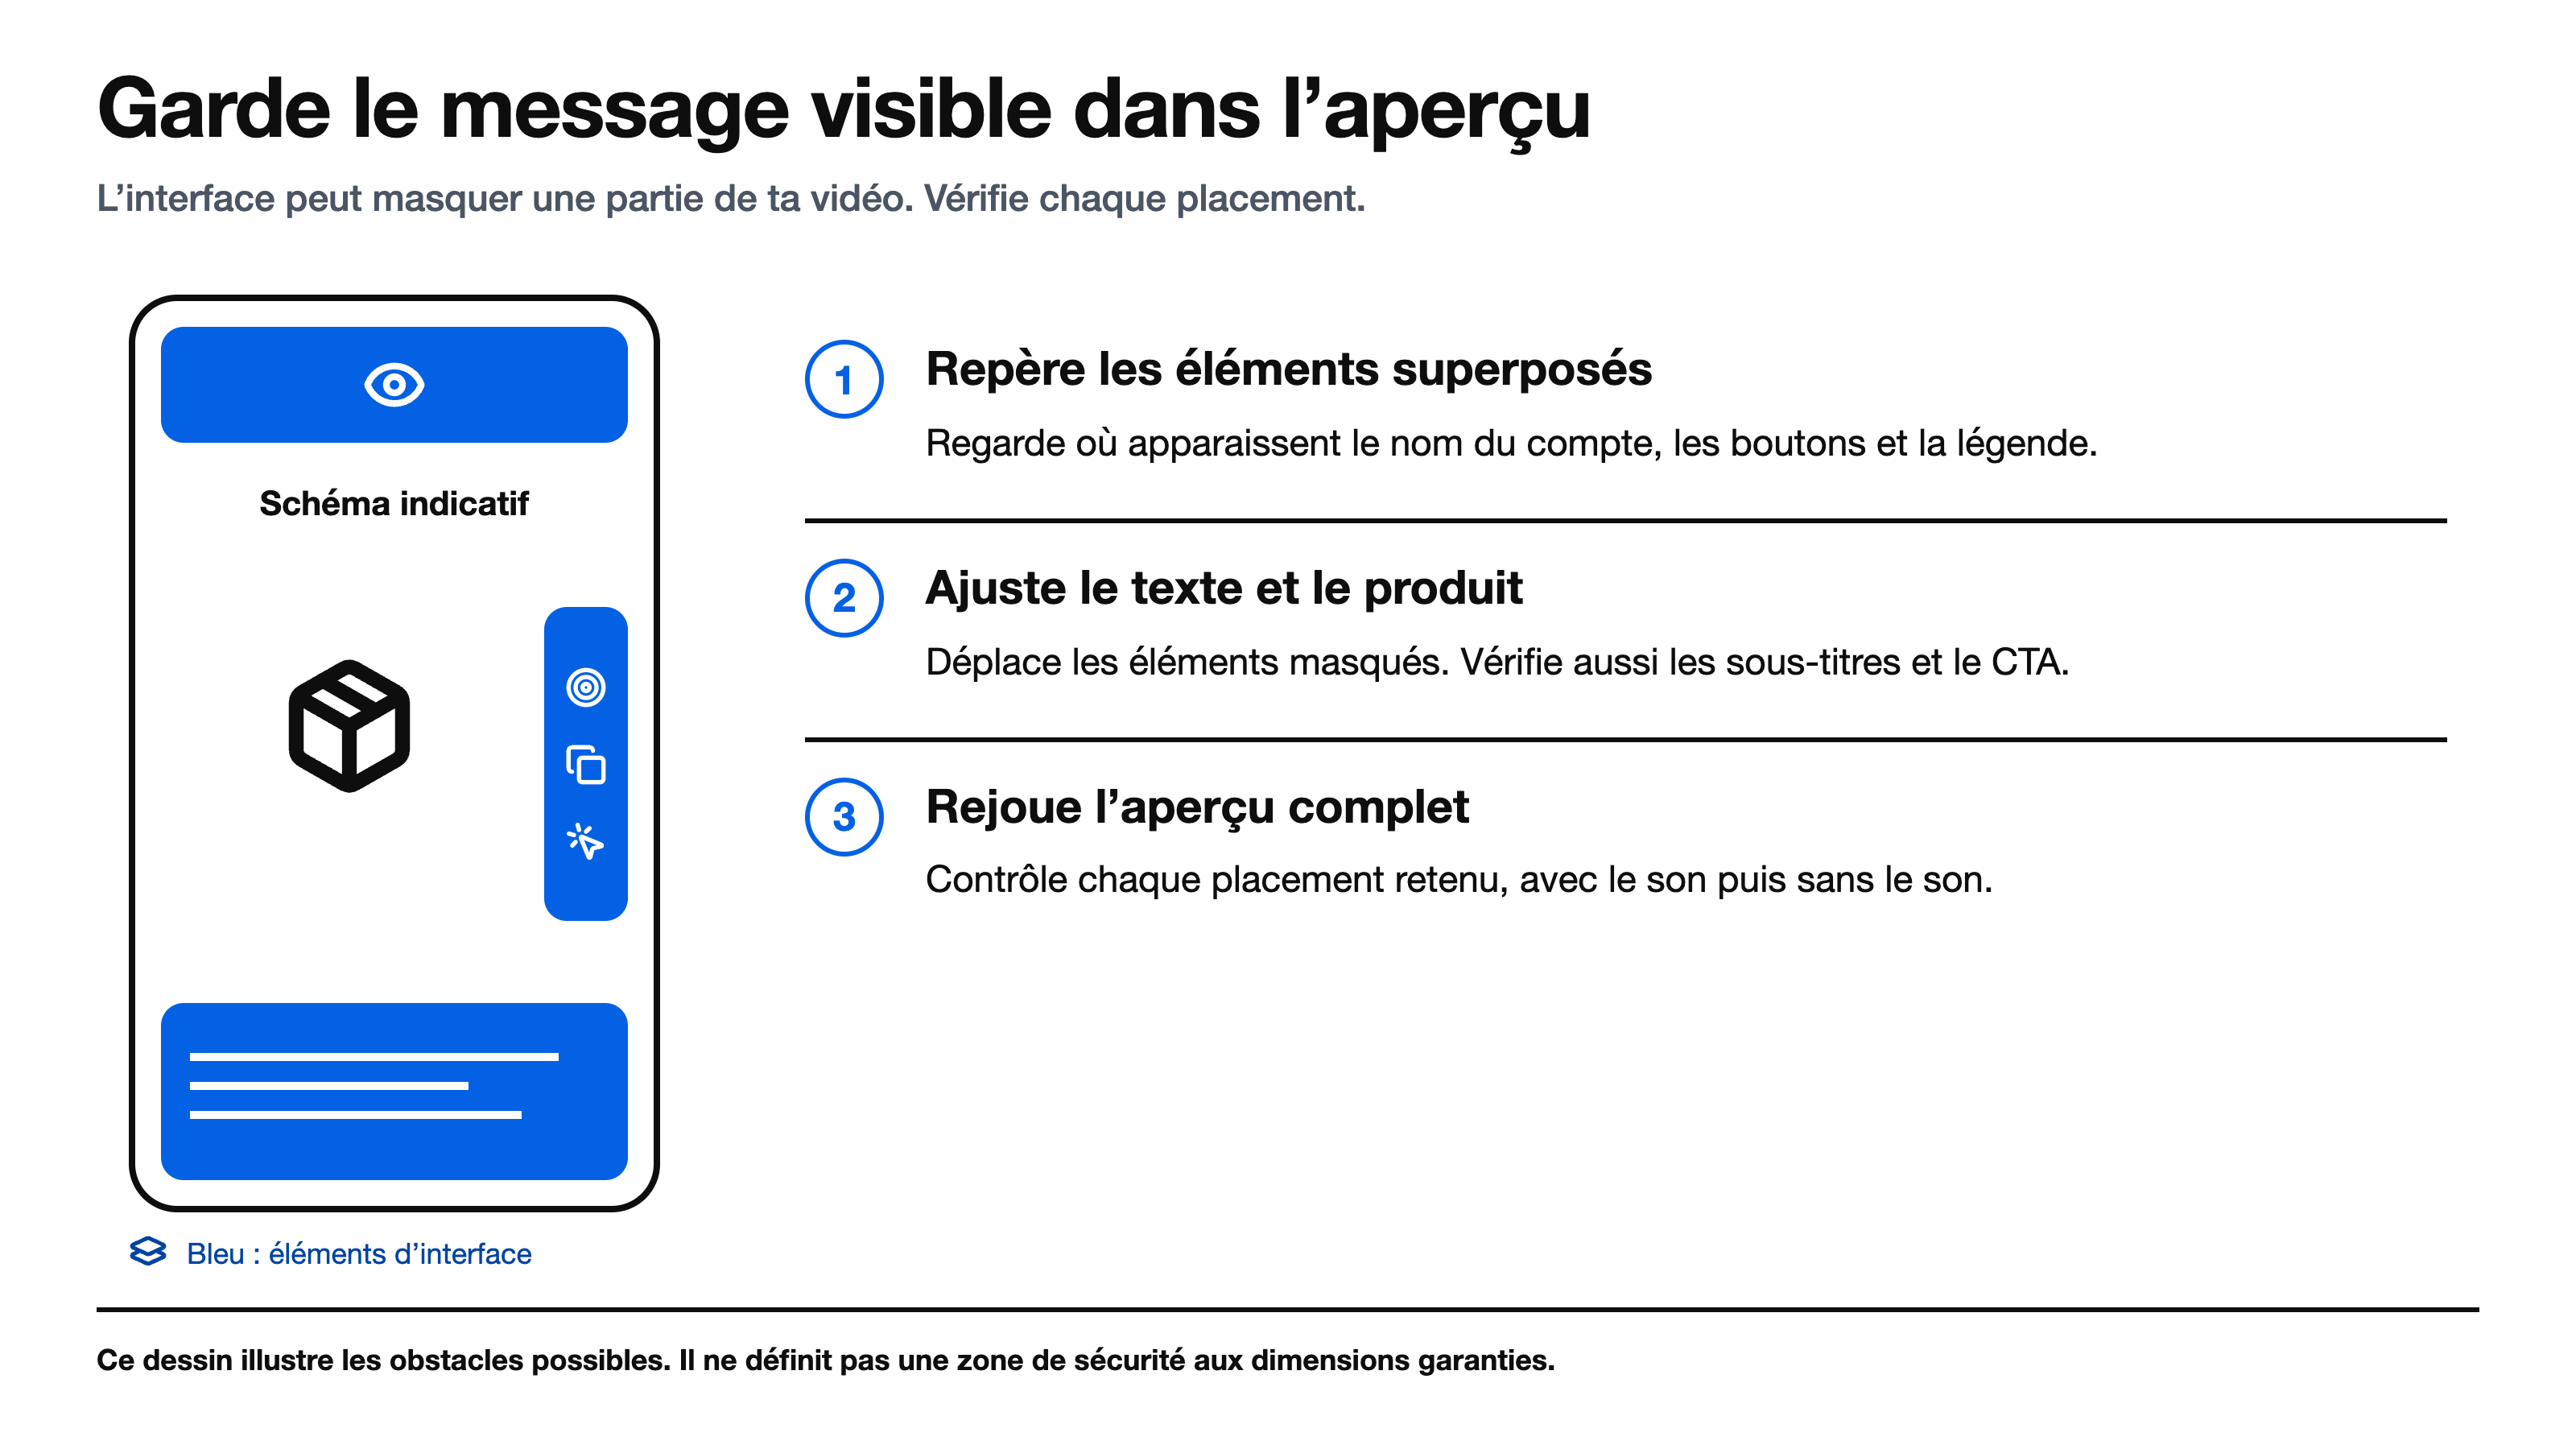 Garde le message visible dans l’aperçu
L’interface peut masquer une partie de ta vidéo. Vérifie chaque placement.
Schéma indicatif
Bleu : éléments d’interface
1
Repère les éléments superposés
Regarde où apparaissent le nom du compte, les boutons et la légende.
2
Ajuste le texte et le produit
Déplace les éléments masqués. Vérifie aussi les sous-titres et le CTA.
3
Rejoue l’aperçu complet
Contrôle chaque placement retenu, avec le son puis sans le son.
Ce dessin illustre les obstacles possibles. Il ne définit pas une zone de sécurité aux dimensions garanties.